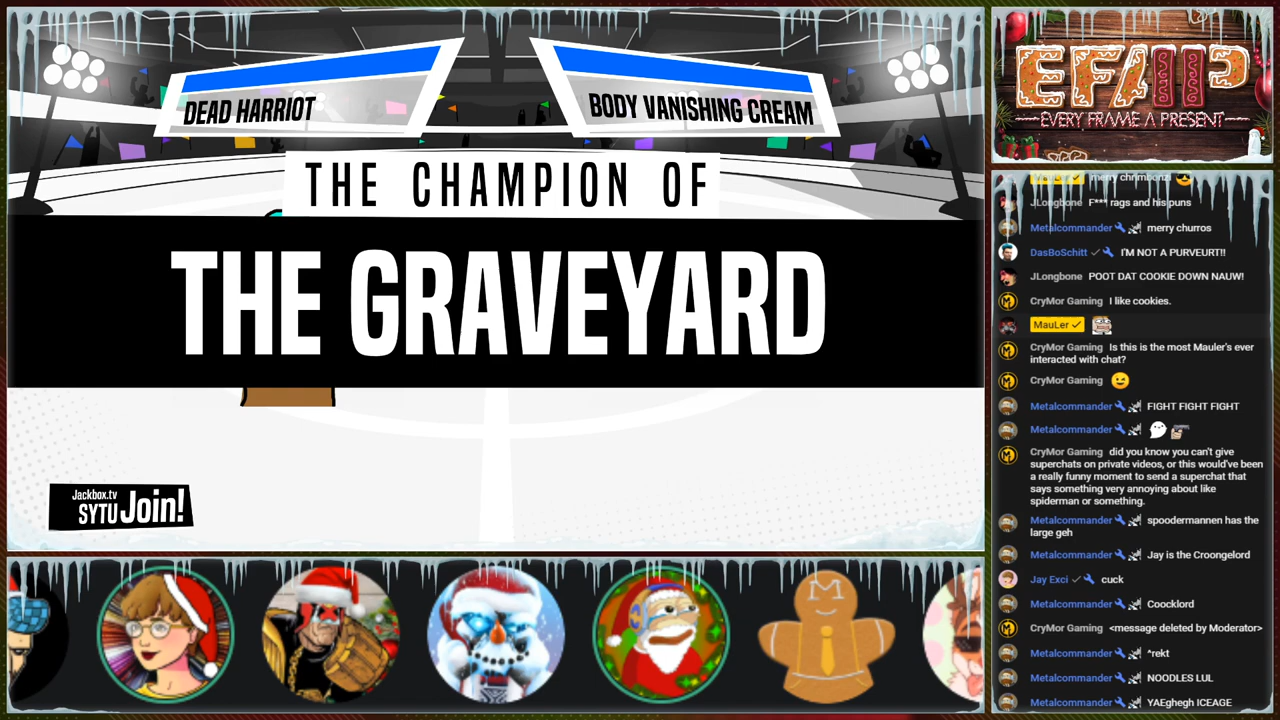 DEAD HARRIOT
BODY VANISHING CREAM
THE CHAMPION OF
THE GRAVEYARD
Jackbox.tv
SYTU Join!
EFAP
EVERY FRAME A PRESENT
merry chrimbonzi
JLongbone F*** rags and his puns
Metalcommander merry churros
DasBoSchitt I'M NOT A PURVEURT!!
JLongbone POOT DAT COOKIE DOWN NAUW!
CryMor Gaming I like cookies.
MauLer
CryMor Gaming Is this is the most Mauler's ever
interacted with chat?
CryMor Gaming
Metalcommander FIGHT FIGHT FIGHT
Metalcommander
CryMor Gaming did you know you can't give
superchats on private videos, or this would've been
a really funny moment to send a superchat that
says something very annoying about like
spiderman or something.
Metalcommander spoodermannen has the
large geh
Metalcommander Jay is the Croongelord
Jay Exci cuck
Metalcommander Coocklord
CryMor Gaming <message deleted by Moderator>
Metalcommander ^rekt
Metalcommander NOODLES LUL
Metalcommander YAEghegh ICEAGE
M